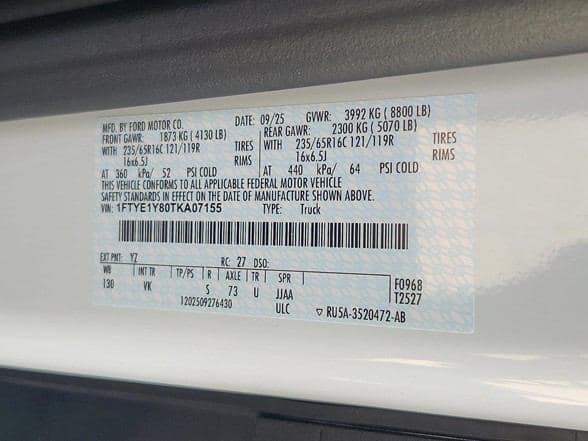 MFD. BY FORD MOTOR CO. DATE: 09/25 GVWR: 3992 KG ( 8800 LB)
FRONT GAWR: 1873 KG ( 4130 LB) REAR GAWR: 2300 KG ( 5070 LB)
WITH 235/65R16C 121/119R TIRES WITH 235/65R16C 121/119R TIRES
16x6.5J RIMS 16x6.5J RIMS
AT 360 kPa/ 52 PSI COLD AT 440 kPa/ 64 PSI COLD
THIS VEHICLE CONFORMS TO ALL APPLICABLE FEDERAL MOTOR VEHICLE
SAFETY STANDARDS IN EFFECT ON THE DATE OF MANUFACTURE SHOWN ABOVE.
VIN: 1FTYE1Y80TKA07155 TYPE: Truck
EXT PNT: YZ RC: 27 DSO:
WB INT TR TP/PS R AXLE TR SPR F0968
130 VK S 73 U JJAA T2527
1202509276430 ULC ▽ RU5A-3520472-AB